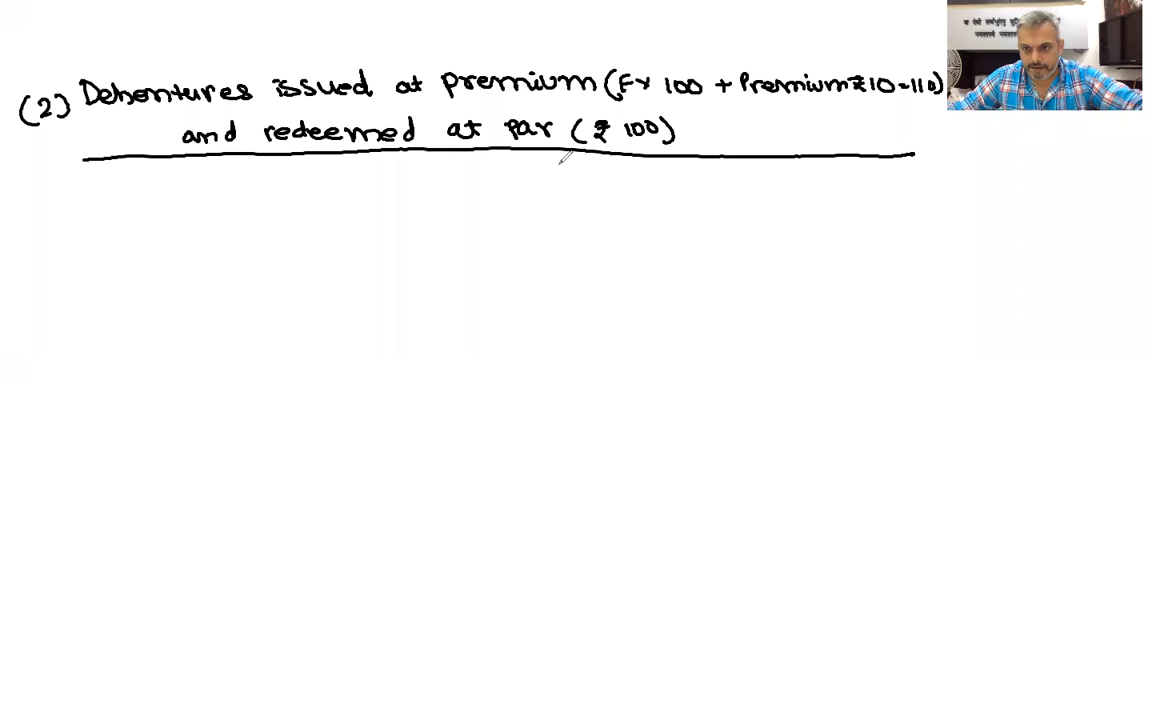 (2) Debentures issued at premium (FV 100 + Premium ₹ 10 = 110)
and redeemed at par (₹ 100)